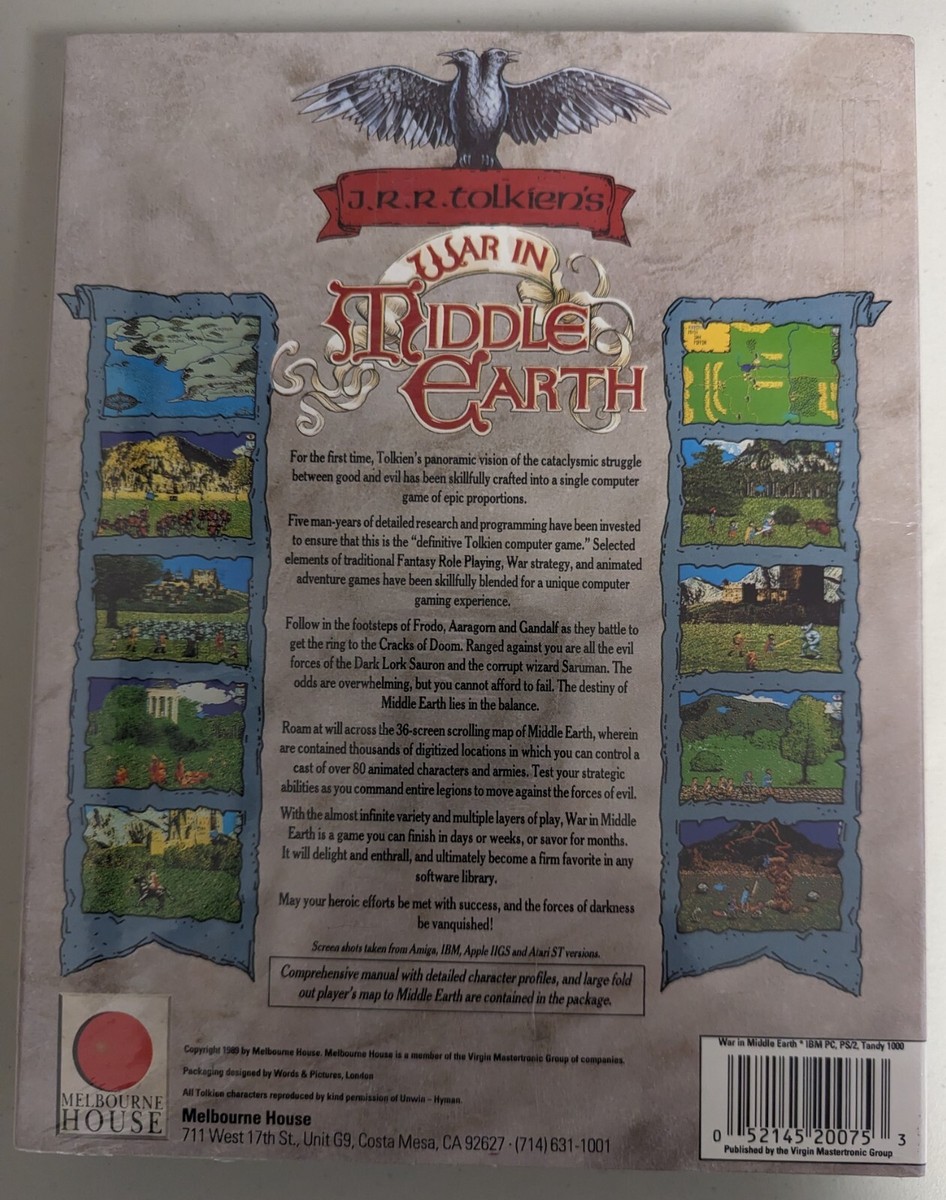 J.R.R. Tolkien's
WAR IN
MIDDLE
EARTH
For the first time, Tolkien's panoramic vision of the cataclysmic struggle
between good and evil has been skillfully crafted into a single computer
game of epic proportions.
Five man-years of detailed research and programming have been invested
to ensure that this is the “definitive Tolkien computer game.” Selected
elements of traditional Fantasy Role Playing, War strategy, and animated
adventure games have been skillfully blended for a unique computer
gaming experience.
Follow in the footsteps of Frodo, Aaragorn and Gandalf as they battle to
get the ring to the Cracks of Doom. Ranged against you are all the evil
forces of the Dark Lork Sauron and the corrupt wizard Saruman. The
odds are overwhelming, but you cannot afford to fail. The destiny of
Middle Earth lies in the balance.
Roam at will across the 36-screen scrolling map of Middle Earth, wherein
are contained thousands of digitized locations in which you can control a
cast of over 80 animated characters and armies. Test your strategic
abilities as you command entire legions to move against the forces of evil.
With the almost infinite variety and multiple layers of play, War in Middle
Earth is a game you can finish in days or weeks, or savor for months.
It will delight and enthrall, and ultimately become a firm favorite in any
software library.
May your heroic efforts be met with success, and the forces of darkness
be vanquished!
Screen shots taken from Amiga, IBM, Apple IIGS and Atari ST versions.
Comprehensive manual with detailed character profiles, and large fold
out player's map to Middle Earth are contained in the package.
MELBOURNE
HOUSE
Copyright 1989 by Melbourne House. Melbourne House is a member of the Virgin Mastertronic Group of companies.
Packaging designed by Words & Pictures, London
All Tolkien characters reproduced by kind permission of Unwin – Hyman.
Melbourne House
711 West 17th St., Unit G9, Costa Mesa, CA 92627 · (714) 631-1001
War in Middle Earth * IBM PC, PS/2, Tandy 1000
0 52145 20075 3
Published by the Virgin Mastertronic Group